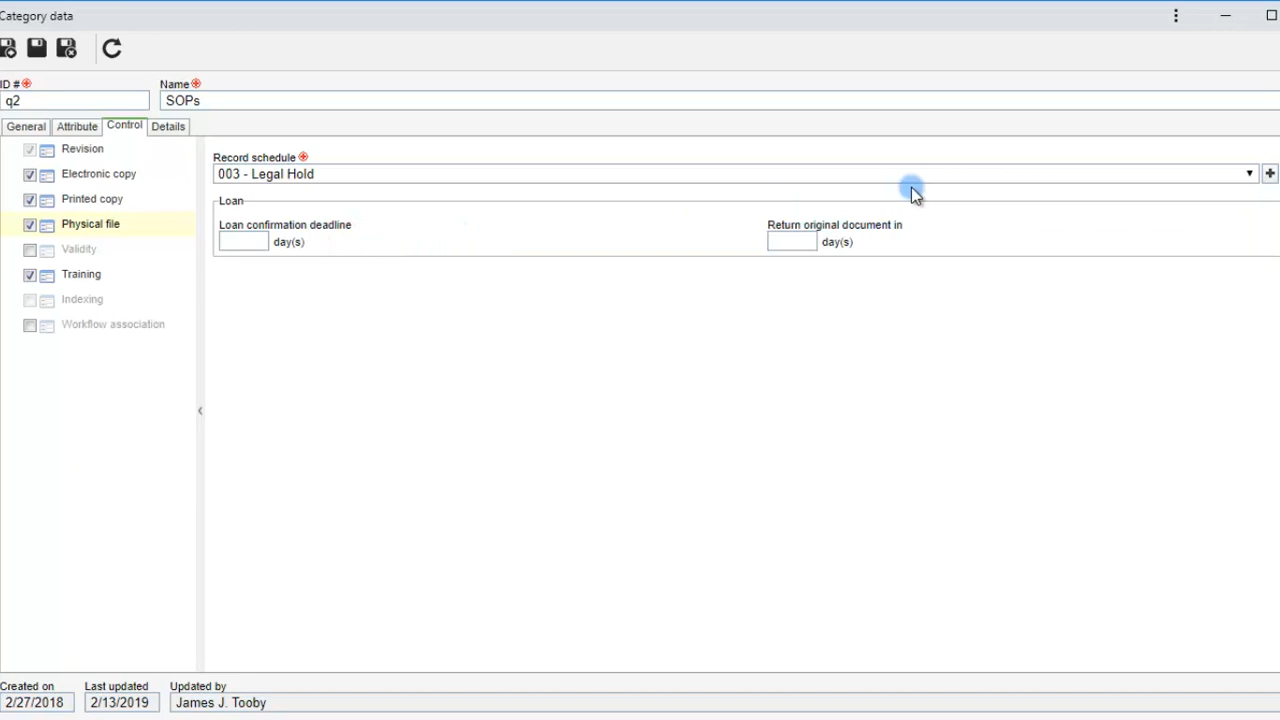 Category data
ID # Name
q2 SOPs
General Attribute Control Details
Revision
Electronic copy
Printed copy
Physical file
Validity
Training
Indexing
Workflow association
Record schedule
003 - Legal Hold
Loan
Loan confirmation deadline Return original document in
day(s) day(s)
Created on Last updated Updated by
2/27/2018 2/13/2019 James J. Tooby